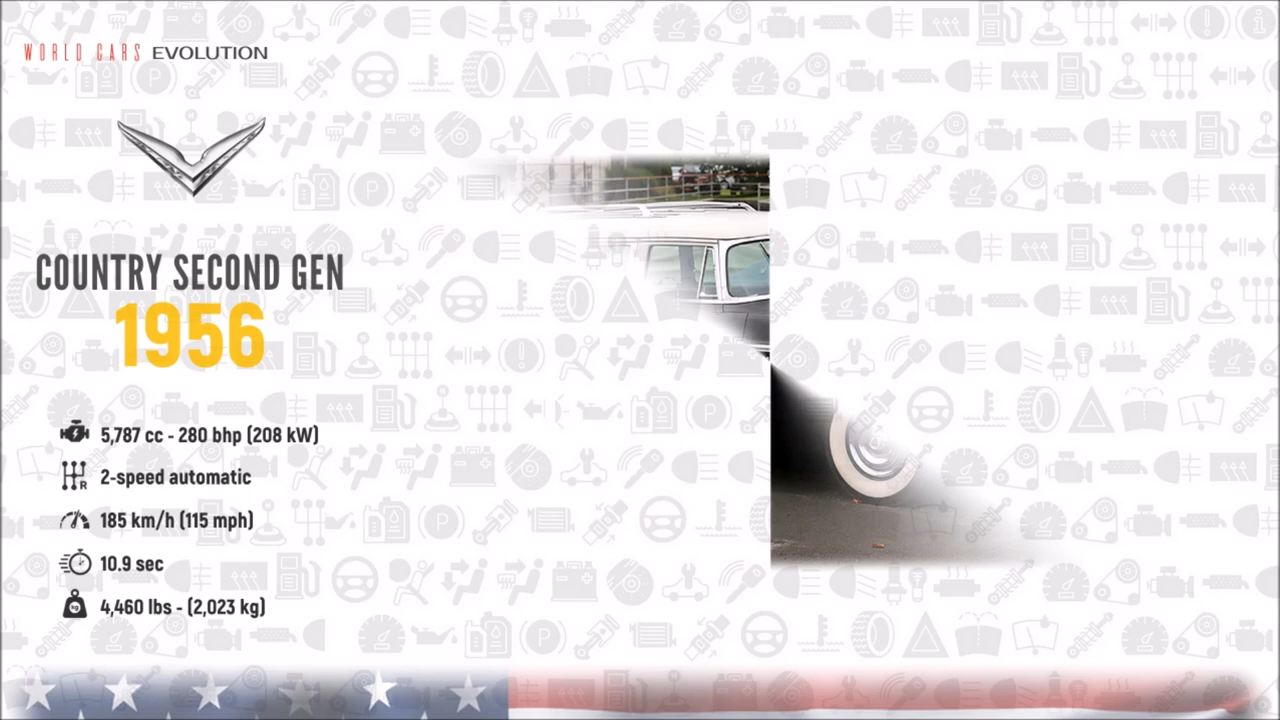 WORLD CARS EVOLUTION
COUNTRY SECOND GEN
1956
5,787 cc - 280 bhp (208 kW)
2-speed automatic
185 km/h (115 mph)
10.9 sec
4,460 lbs - (2,023 kg)